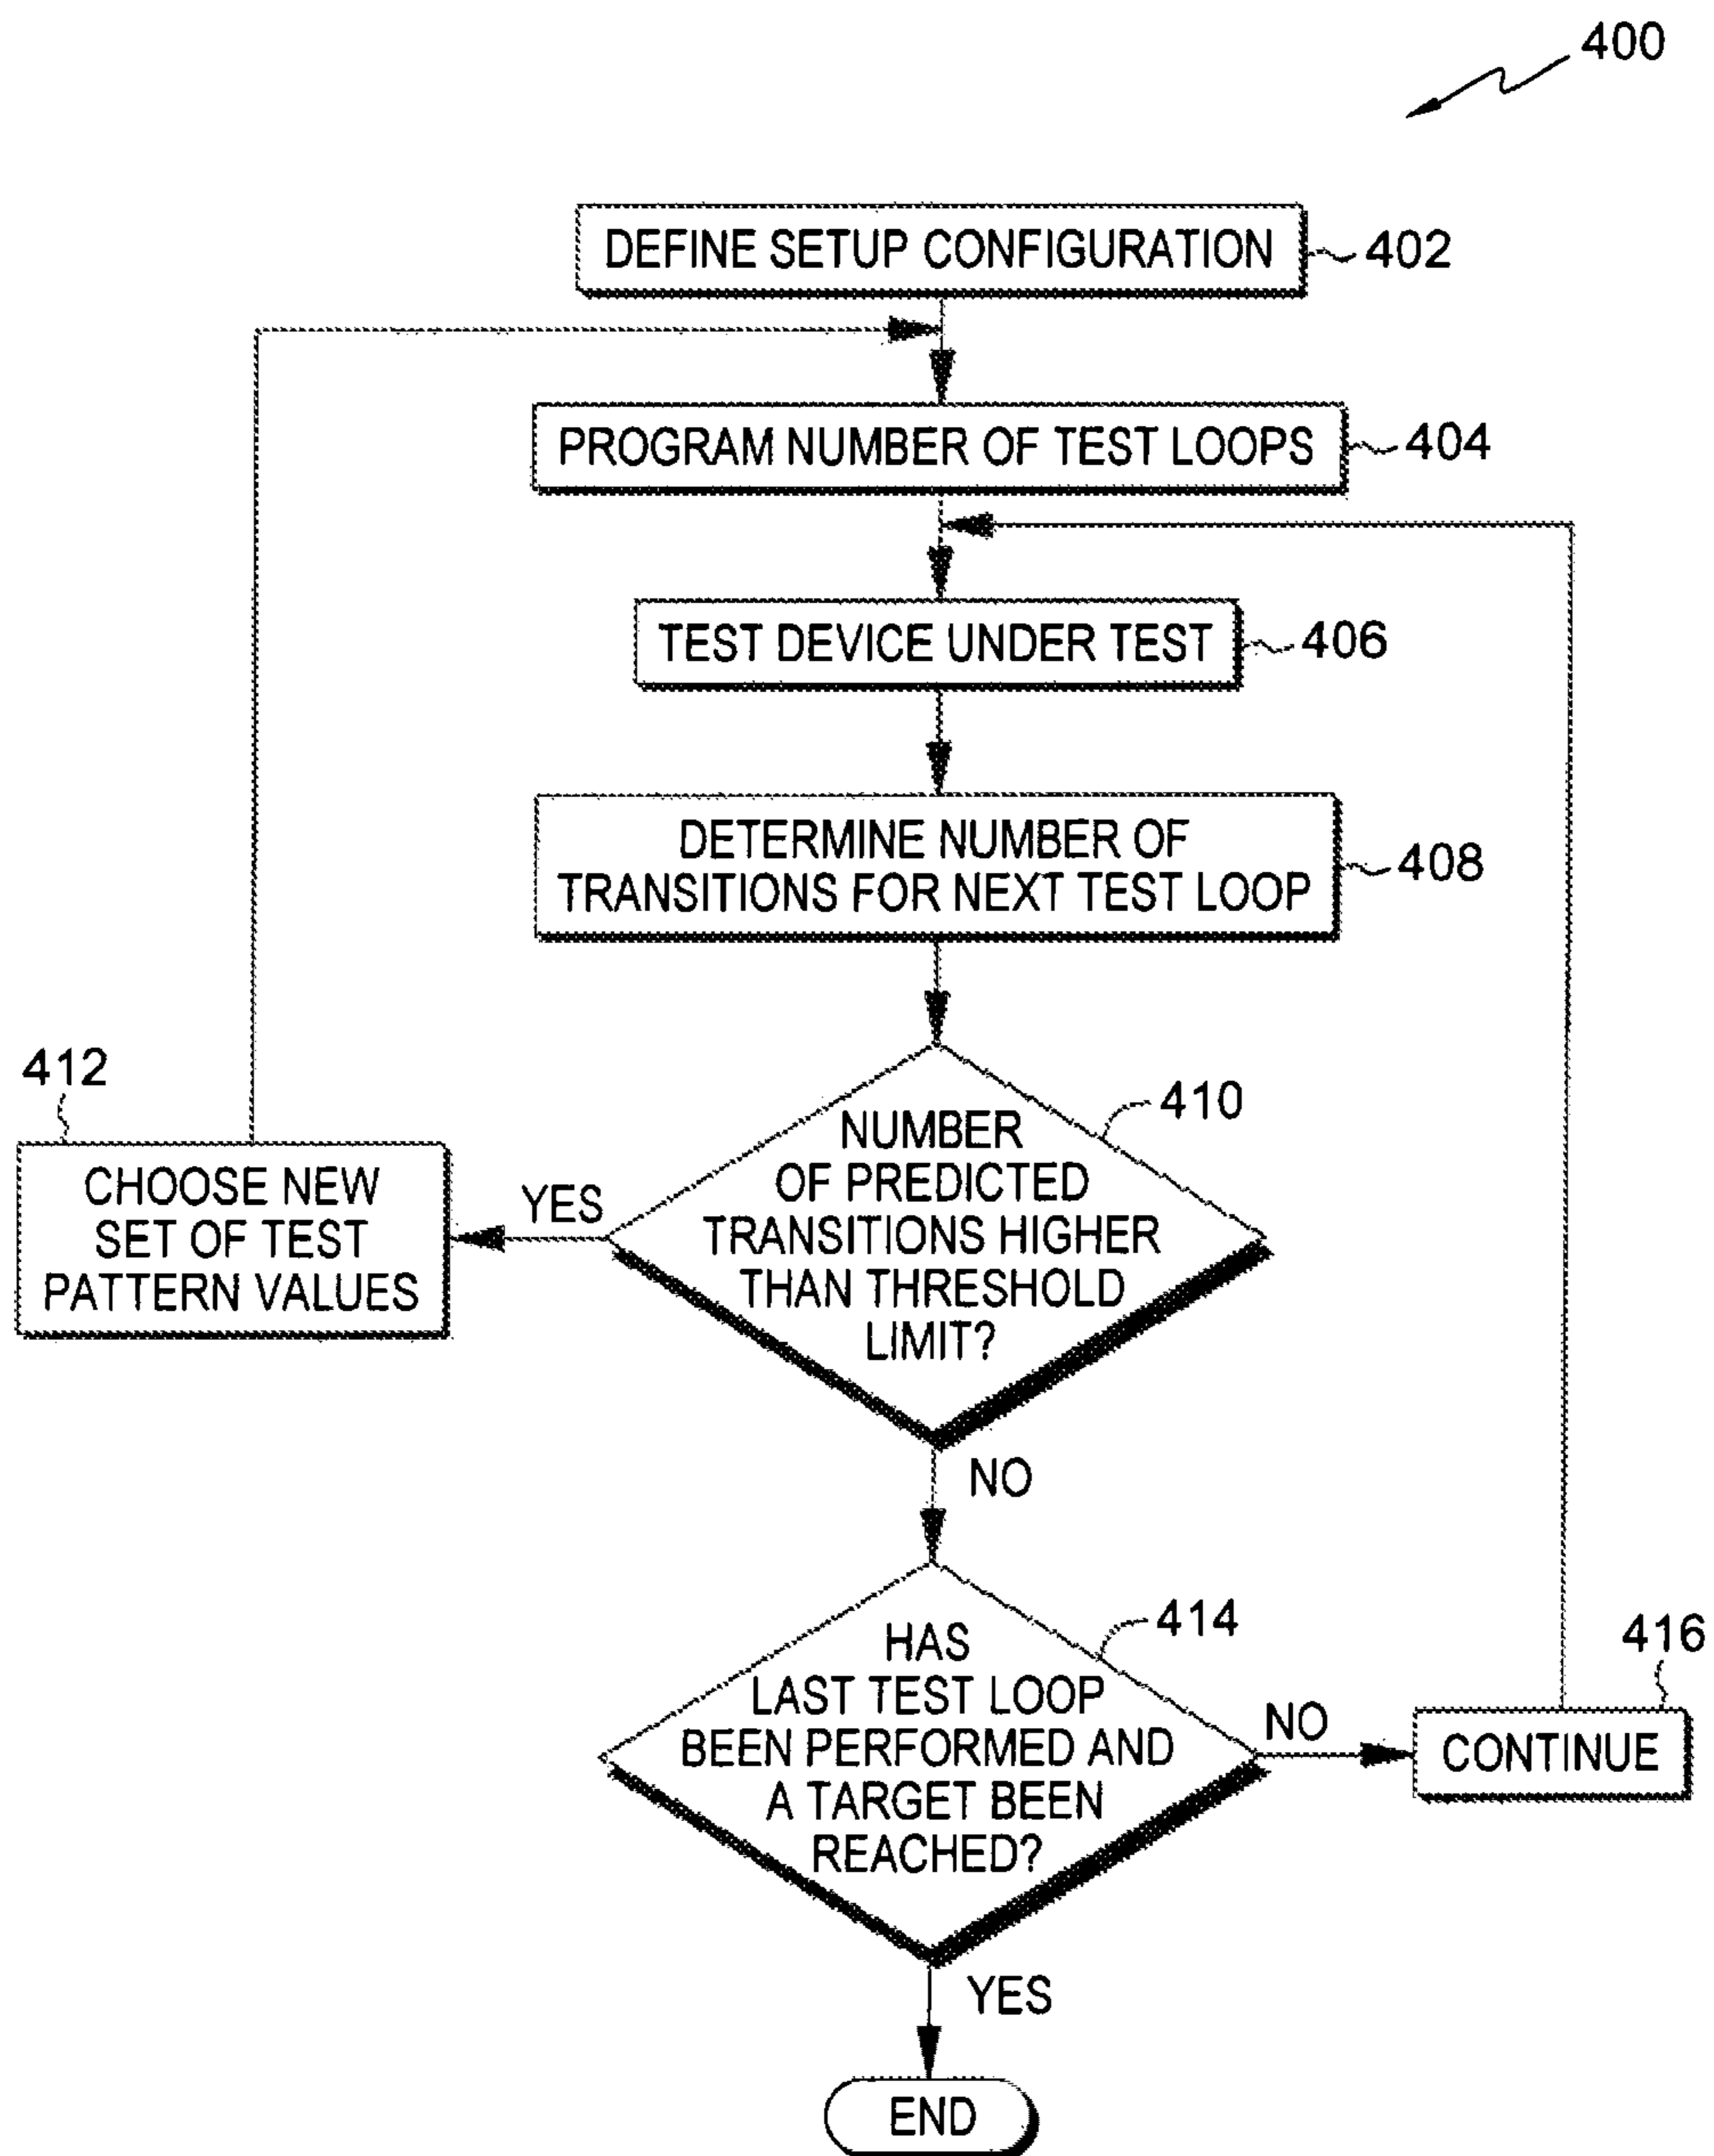 400
DEFINE SETUP CONFIGURATION
402
PROGRAM NUMBER OF TEST LOOPS
404
TEST DEVICE UNDER TEST
406
DETERMINE NUMBER OF
TRANSITIONS FOR NEXT TEST LOOP
408
412
CHOOSE NEW
SET OF TEST
PATTERN VALUES
YES
NUMBER
OF PREDICTED
TRANSITIONS HIGHER
THAN THRESHOLD
LIMIT?
410
NO
HAS
LAST TEST LOOP
BEEN PERFORMED AND
A TARGET BEEN
REACHED?
414
NO
416
CONTINUE
YES
END